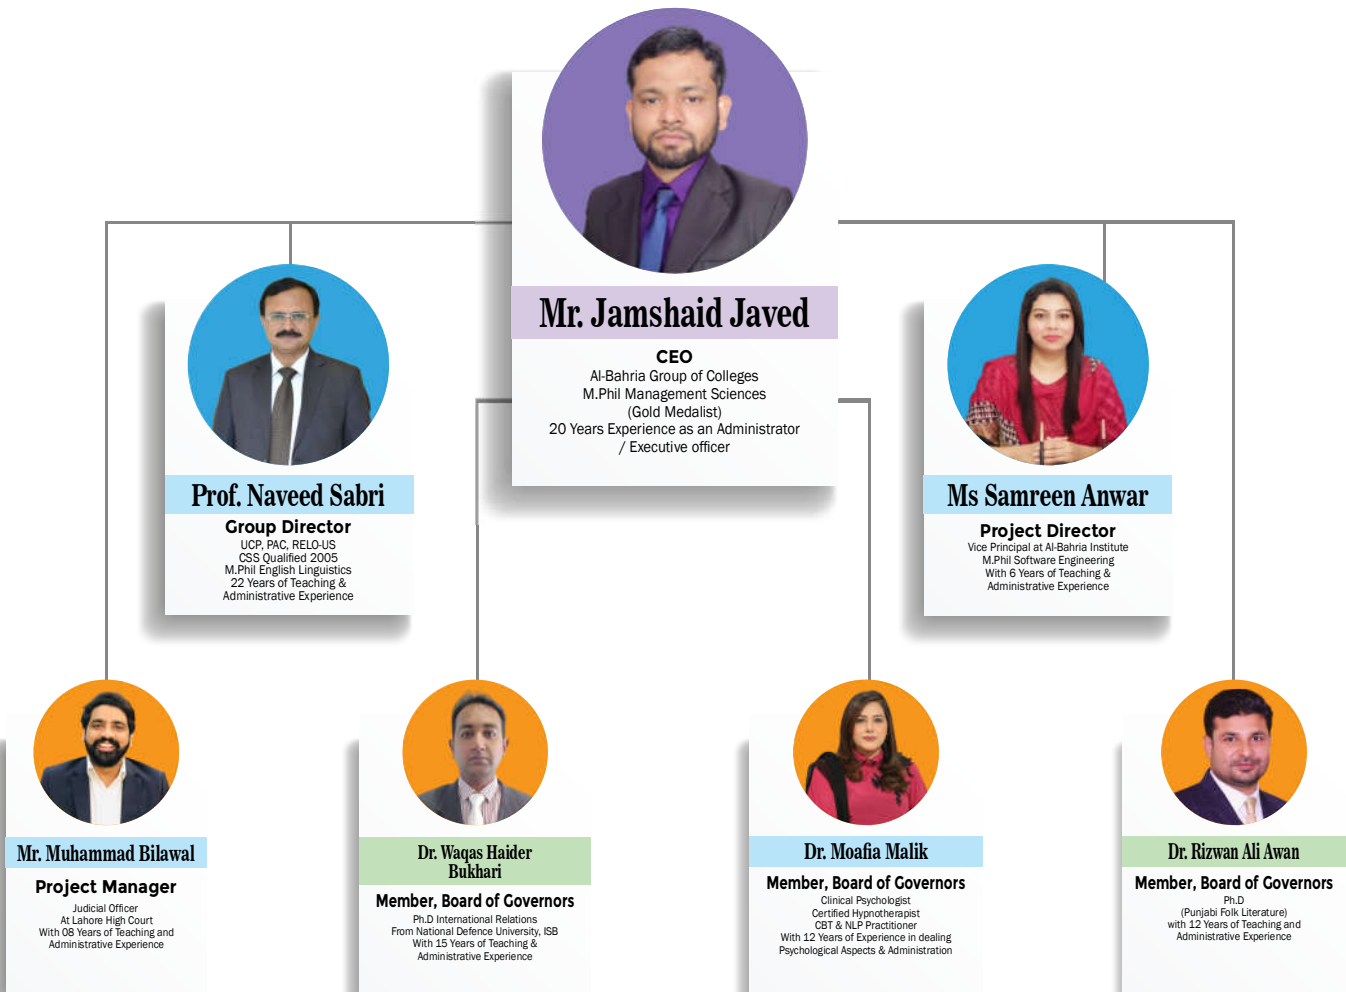 Mr. Jamshaid Javed
CEO
Al-Bahria Group of Colleges
M.Phil Management Sciences
(Gold Medalist)
20 Years Experience as an Administrator
/ Executive officer
Prof. Naveed Sabri
Group Director
UCP, PAC, RELO-US
CSS Qualified 2005
M.Phil English Linguistics
22 Years of Teaching &
Administrative Experience
Ms Samreen Anwar
Project Director
Vice Principal at Al-Bahria Institute
M.Phil Software Engineering
With 6 Years of Teaching &
Administrative Experience
Mr. Muhammad Bilawal
Project Manager
Judicial Officer
At Lahore High Court
With 08 Years of Teaching and
Administrative Experience
Dr. Waqas Haider
Bukhari
Member, Board of Governors
Ph.D International Relations
From National Defence University, ISB
With 15 Years of Teaching &
Administrative Experience
Dr. Moafia Malik
Member, Board of Governors
Clinical Psychologist
Certified Hypnotherapist
CBT & NLP Practitioner
With 12 Years of Experience in dealing
Psychological Aspects & Administration
Dr. Rizwan Ali Awan
Member, Board of Governors
Ph.D
(Punjabi Folk Literature)
with 12 Years of Teaching and
Administrative Experience